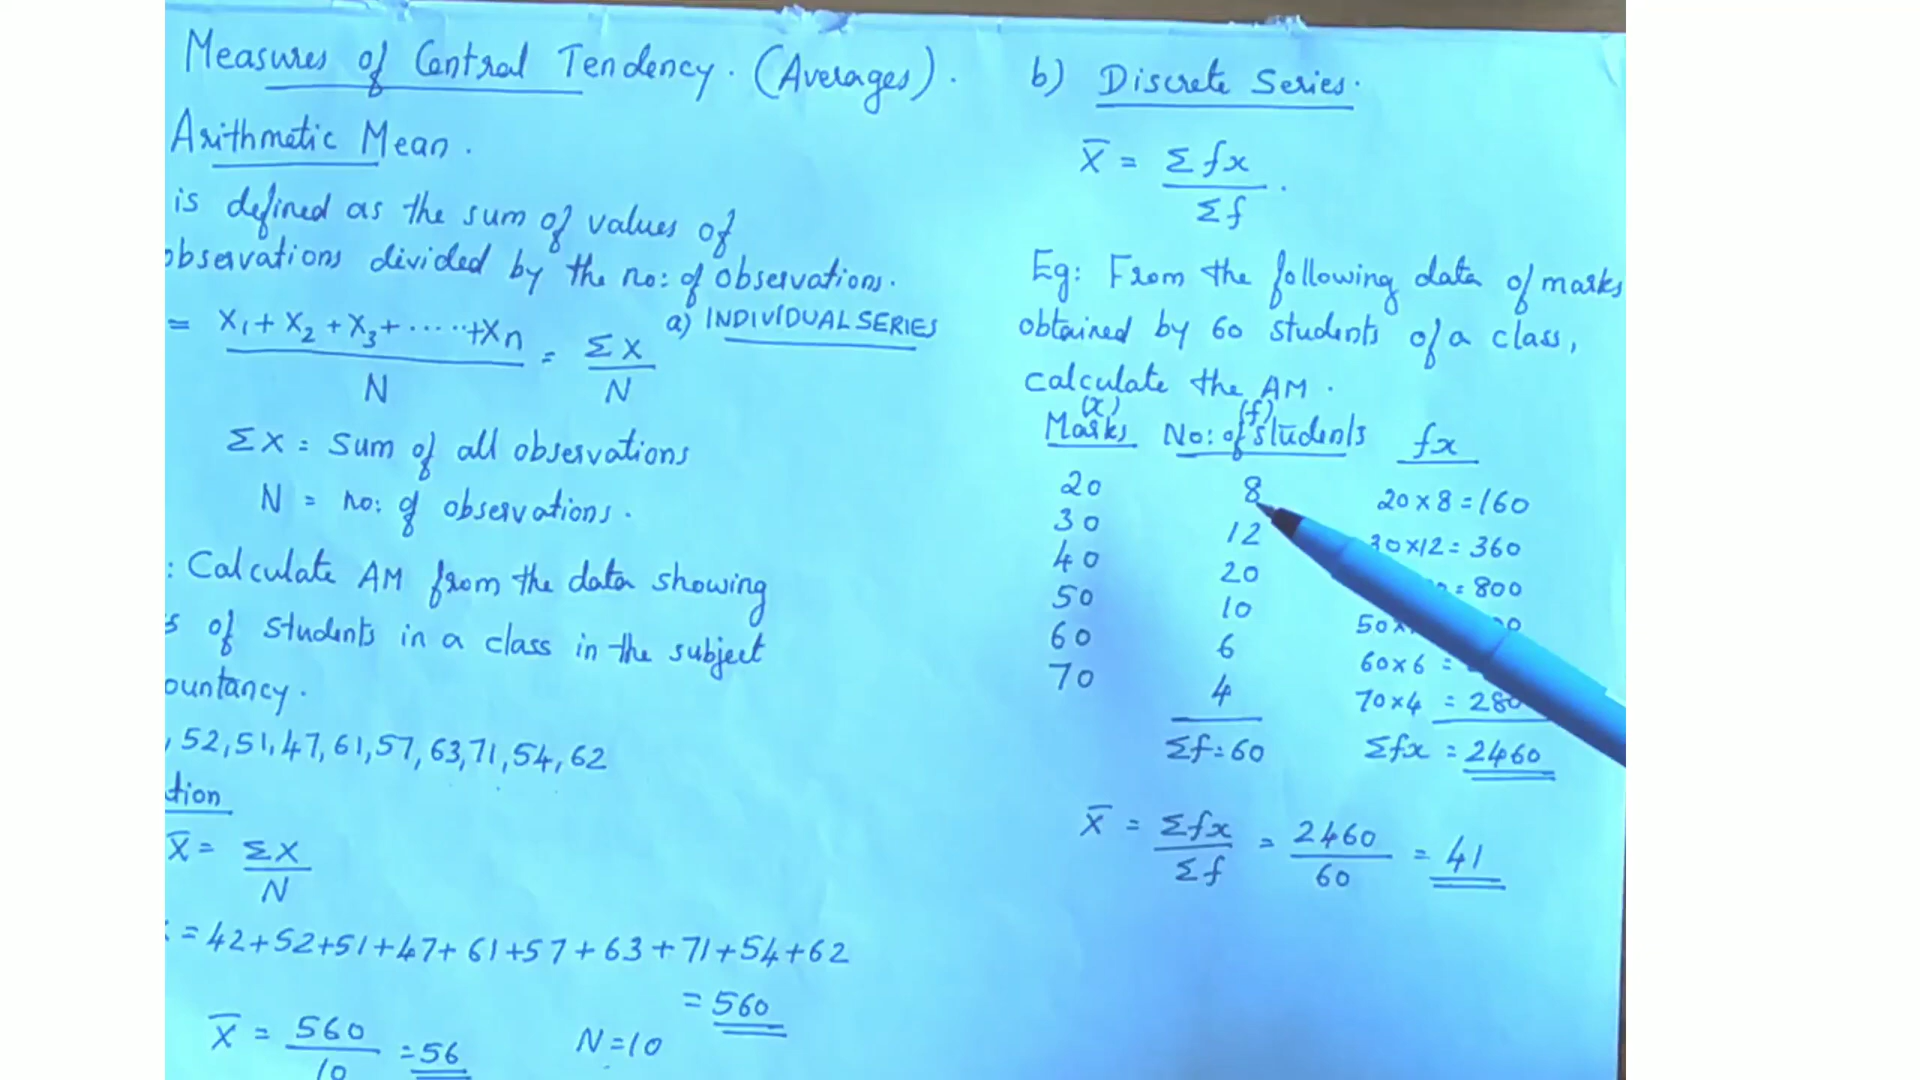 Measures of Central Tendency. (Averages).
Arithmetic Mean.
is defined as the sum of values of
observations divided by the no: of observations.
= X₁ + X₂ + X₃ + ..... + Xn / N = ΣX / N
a) INDIVIDUAL SERIES
ΣX = Sum of all observations
N = no: of observations.
: Calculate AM from the data showing
s of students in a class in the subject
ountancy.
, 52, 51, 47, 61, 57, 63, 71, 54, 62
tion
X̄ = ΣX / N
= 42+52+51+47+61+57+63+71+54+62
= 560
X̄ = 560 / 10 = 56
N=10
b) Discrete Series.
X̄ = Σfx / Σf .
Eg: From the following data of marks
obtained by 60 students of a class,
calculate the AM.
(x) (f)
Marks No: of students fx
20 8 20 x 8 = 160
30 12 30 x 12 = 360
40 20 = 800
50 10 50x
60 6 60x6 =
70 4 70x4 = 280
Σf = 60 Σfx = 2460
X̄ = Σfx / Σf = 2460 / 60 = 41